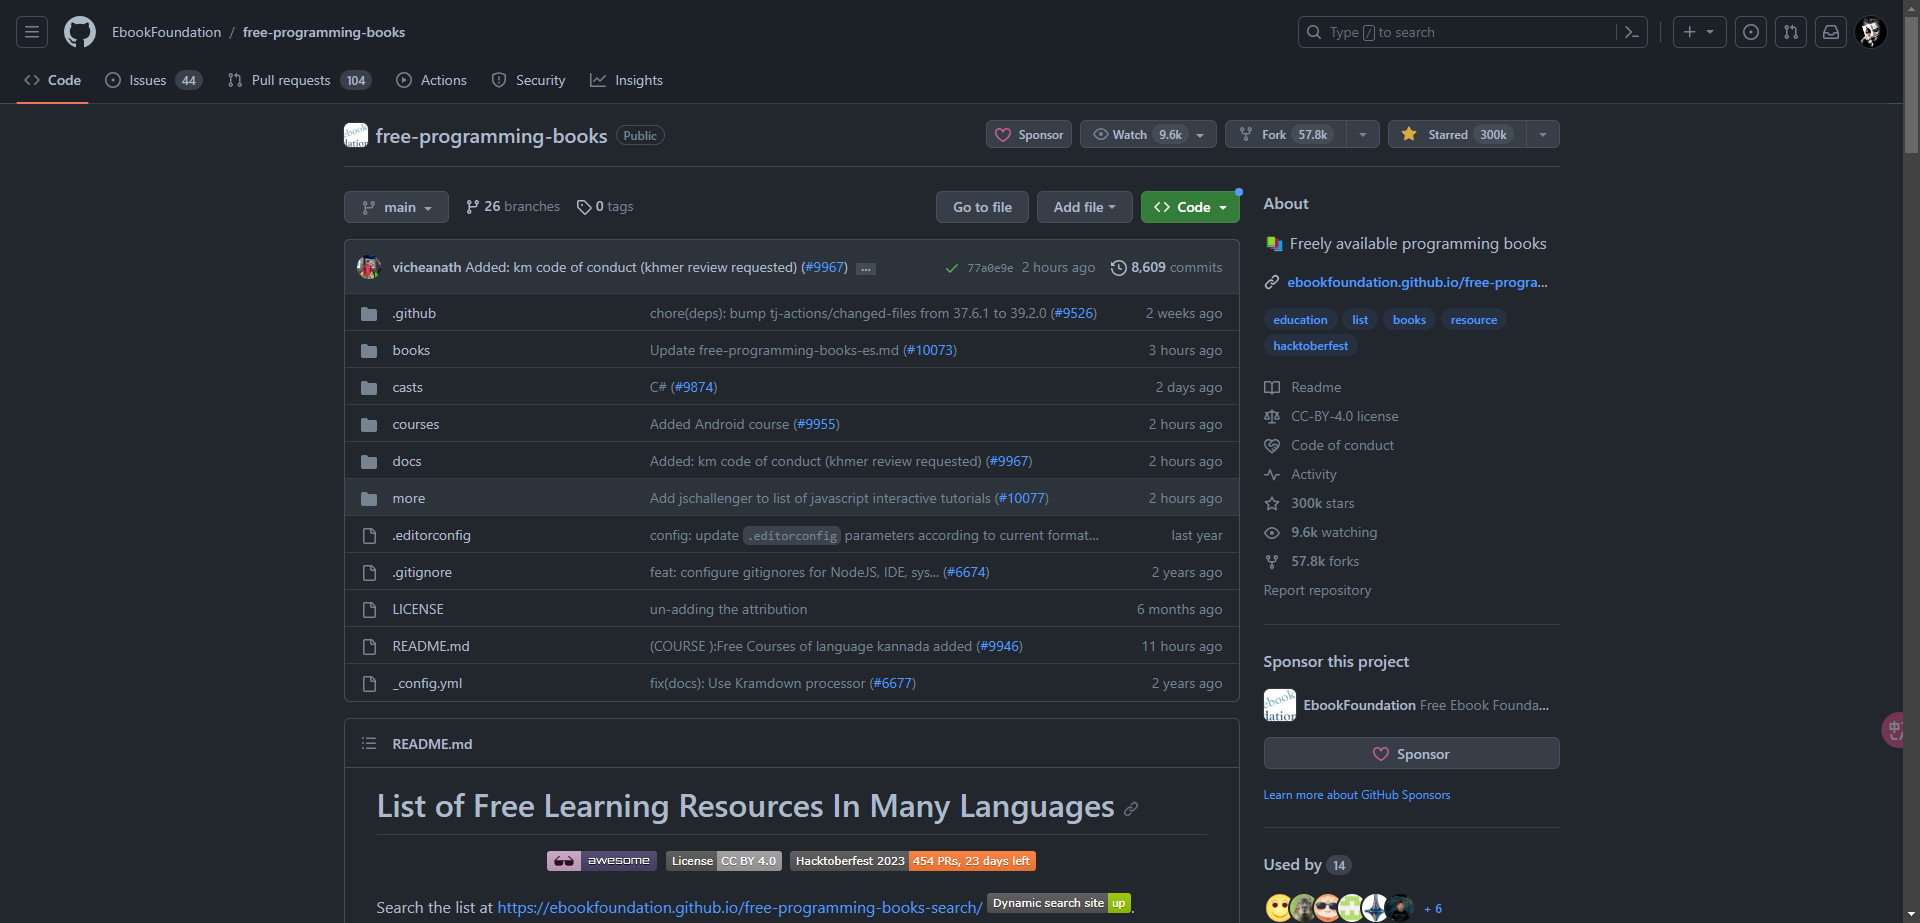 EbookFoundation / free-programming-books
Type / to search
Code
Issues 44
Pull requests 104
Actions
Security
Insights
free-programming-books Public
Sponsor
Watch 9.6k
Fork 57.8k
Starred 300k
main
26 branches
0 tags
Go to file
Add file
Code
vicheanath Added: km code of conduct (khmer review requested) (#9967) ...
77a0e9e 2 hours ago
8,609 commits
.github chore(deps): bump tj-actions/changed-files from 37.6.1 to 39.2.0 (#9526) 2 weeks ago
books Update free-programming-books-es.md (#10073) 3 hours ago
casts C# (#9874) 2 days ago
courses Added Android course (#9955) 2 hours ago
docs Added: km code of conduct (khmer review requested) (#9967) 2 hours ago
more Add jschallenger to list of javascript interactive tutorials (#10077) 2 hours ago
.editorconfig config: update .editorconfig parameters according to current format... last year
.gitignore feat: configure gitignores for NodeJS, IDE, sys... (#6674) 2 years ago
LICENSE un-adding the attribution 6 months ago
README.md (COURSE ):Free Courses of language kannada added (#9946) 11 hours ago
_config.yml fix(docs): Use Kramdown processor (#6677) 2 years ago
README.md
List of Free Learning Resources In Many Languages
awesome
License CC BY 4.0
Hacktoberfest 2023 454 PRs, 23 days left
Search the list at https://ebookfoundation.github.io/free-programming-books-search/ Dynamic search site up .
About
Freely available programming books
ebookfoundation.github.io/free-progra...
education list books resource
hacktoberfest
Readme
CC-BY-4.0 license
Code of conduct
Activity
300k stars
9.6k watching
57.8k forks
Report repository
Sponsor this project
EbookFoundation Free Ebook Founda...
Sponsor
Learn more about GitHub Sponsors
Used by 14
+ 6